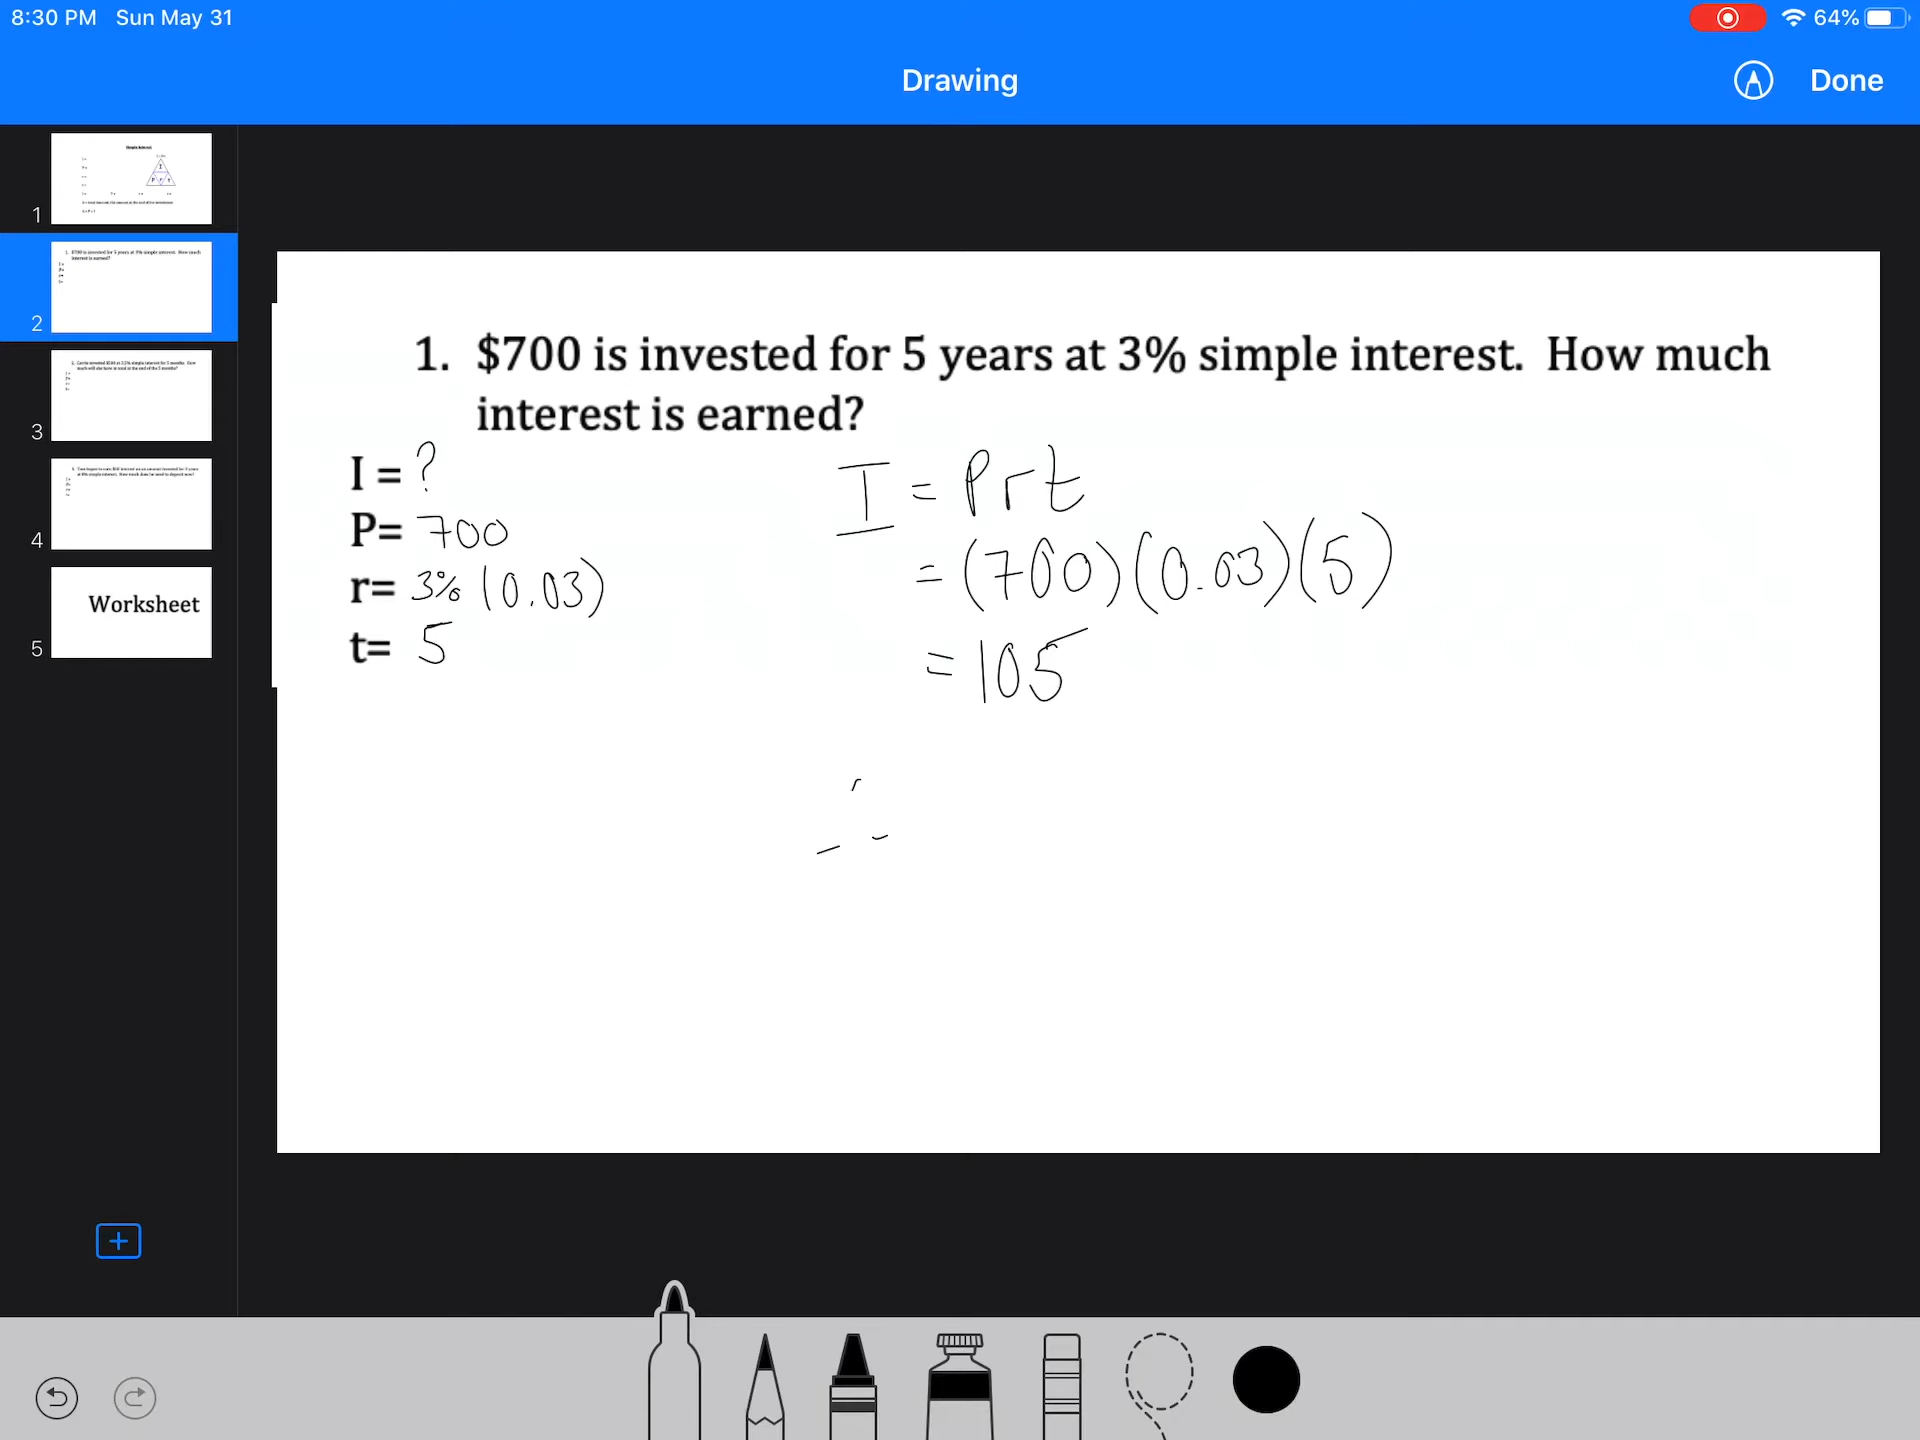 8:30 PM Sun May 31
64%
Drawing
Done
1
2
3
4
5
Simple Interest
I
P r t
Worksheet
1. $700 is invested for 5 years at 3% simple interest. How much
interest is earned?
I = ?
P= 700
r= 3% (0.03)
t= 5
I = Prt
= (700)(0.03)(5)
= 105